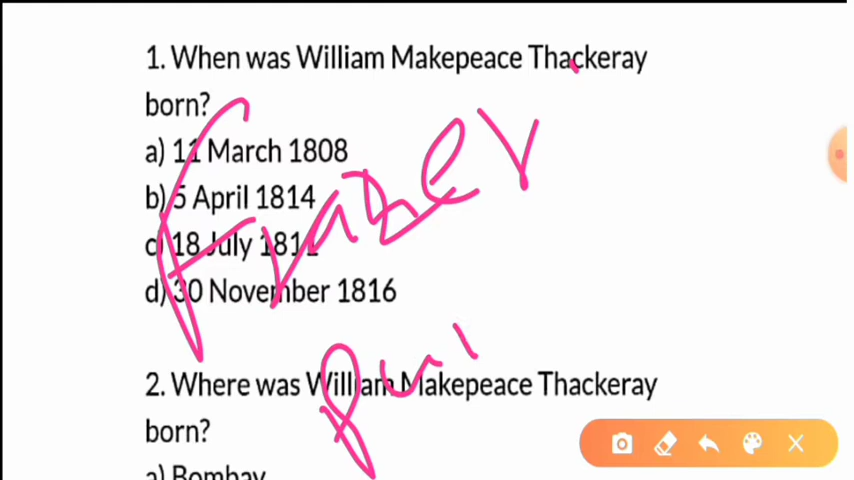 1. When was William Makepeace Thackeray
born?
a) 11 March 1808
b) 5 April 1814
c) 18 July 1811
d) 30 November 1816
Frazer
2. Where was William Makepeace Thackeray
born?
a) Bombay